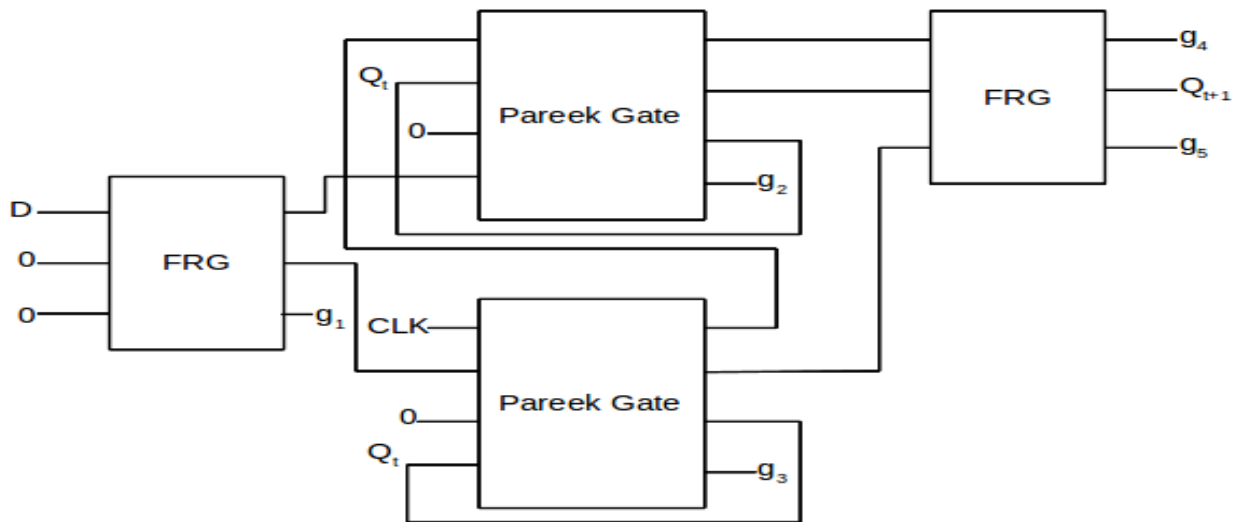 Pareek Gate
Qₜ
0
g₂
FRG
g₄
Qₜ₊₁
g₅
D
0
0
FRG
g₁
CLK
Pareek Gate
0
Qₜ
g₃